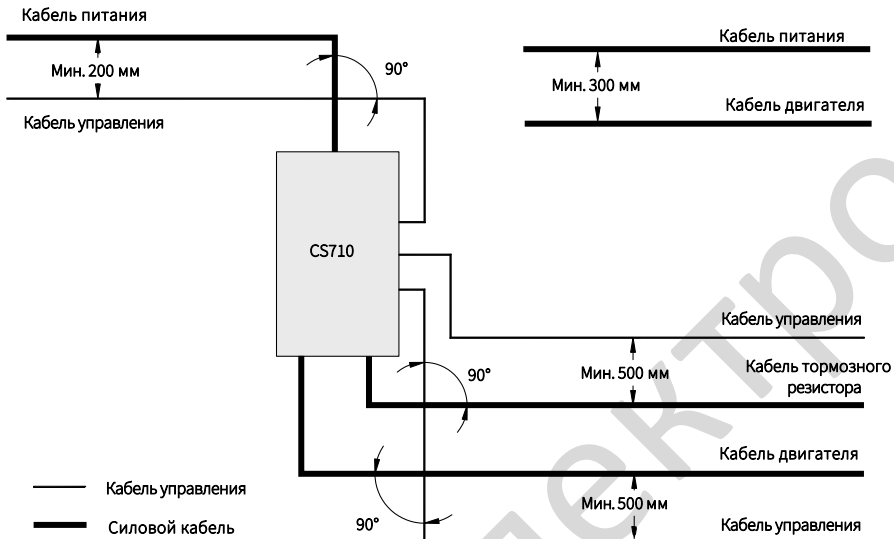 Кабель питания
Мин. 200 мм
90°
Кабель управления
Кабель питания
Мин. 300 мм
Кабель двигателя
CS710
Кабель управления
Мин. 500 мм
90°
Кабель тормозного
резистора
Кабель двигателя
Мин. 500 мм
90°
Кабель управления
Кабель управления
Силовой кабель
лектро